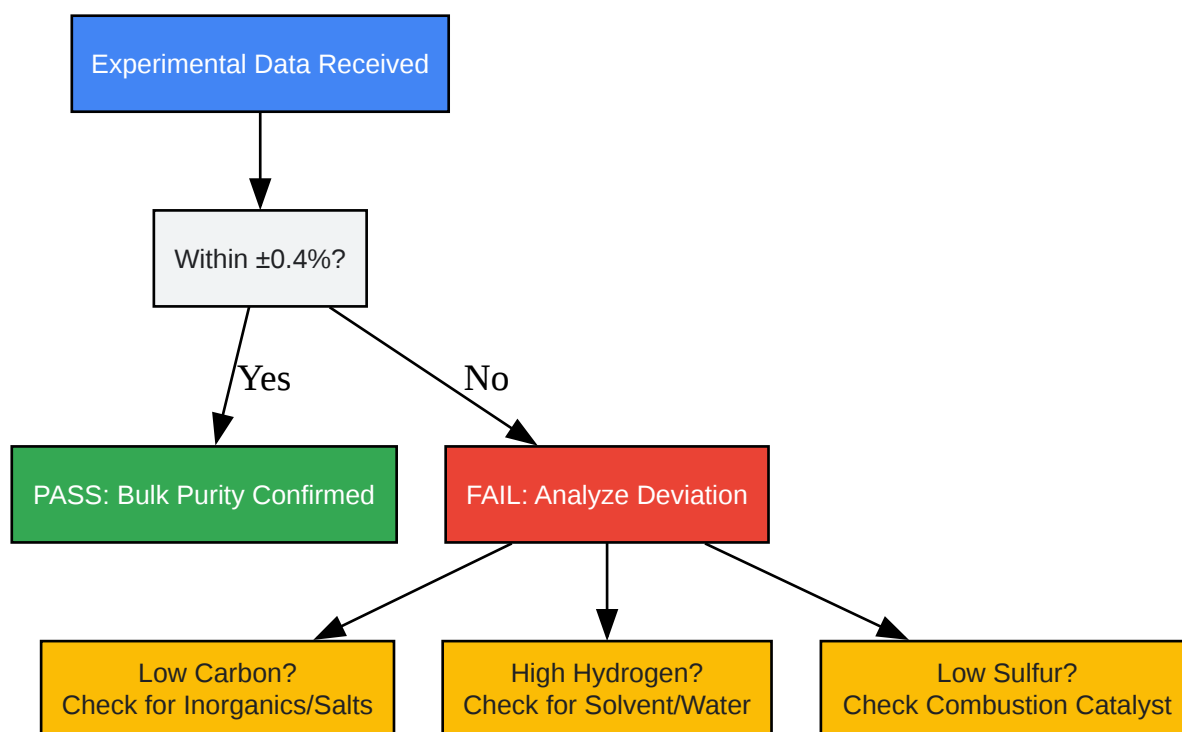 Experimental Data Received
Within ±0.4%?
Yes
No
PASS: Bulk Purity Confirmed
FAIL: Analyze Deviation
Low Carbon?
Check for Inorganics/Salts
High Hydrogen?
Check for Solvent/Water
Low Sulfur?
Check Combustion Catalyst